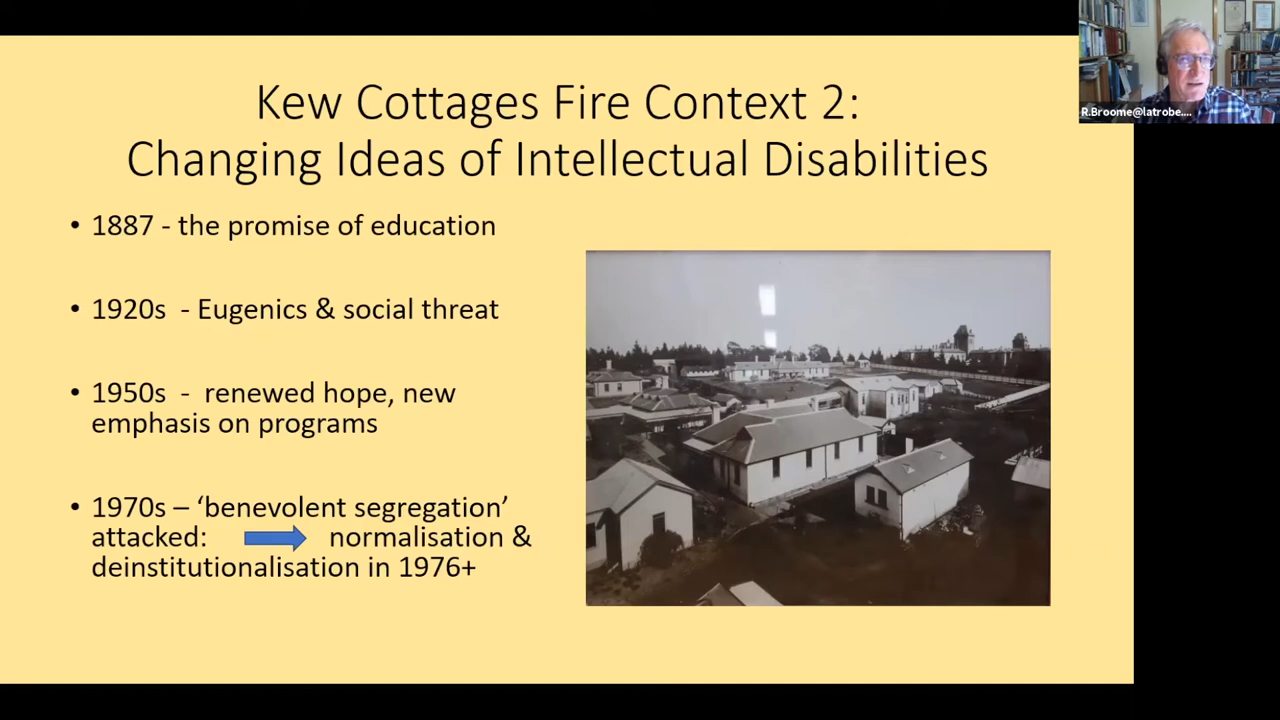 Kew Cottages Fire Context 2:
Changing Ideas of Intellectual Disabilities
• 1887 - the promise of education
• 1920s - Eugenics & social threat
• 1950s - renewed hope, new
emphasis on programs
• 1970s – ‘benevolent segregation’
attacked: normalisation &
deinstitutionalisation in 1976+
R.Broome@latrobe....